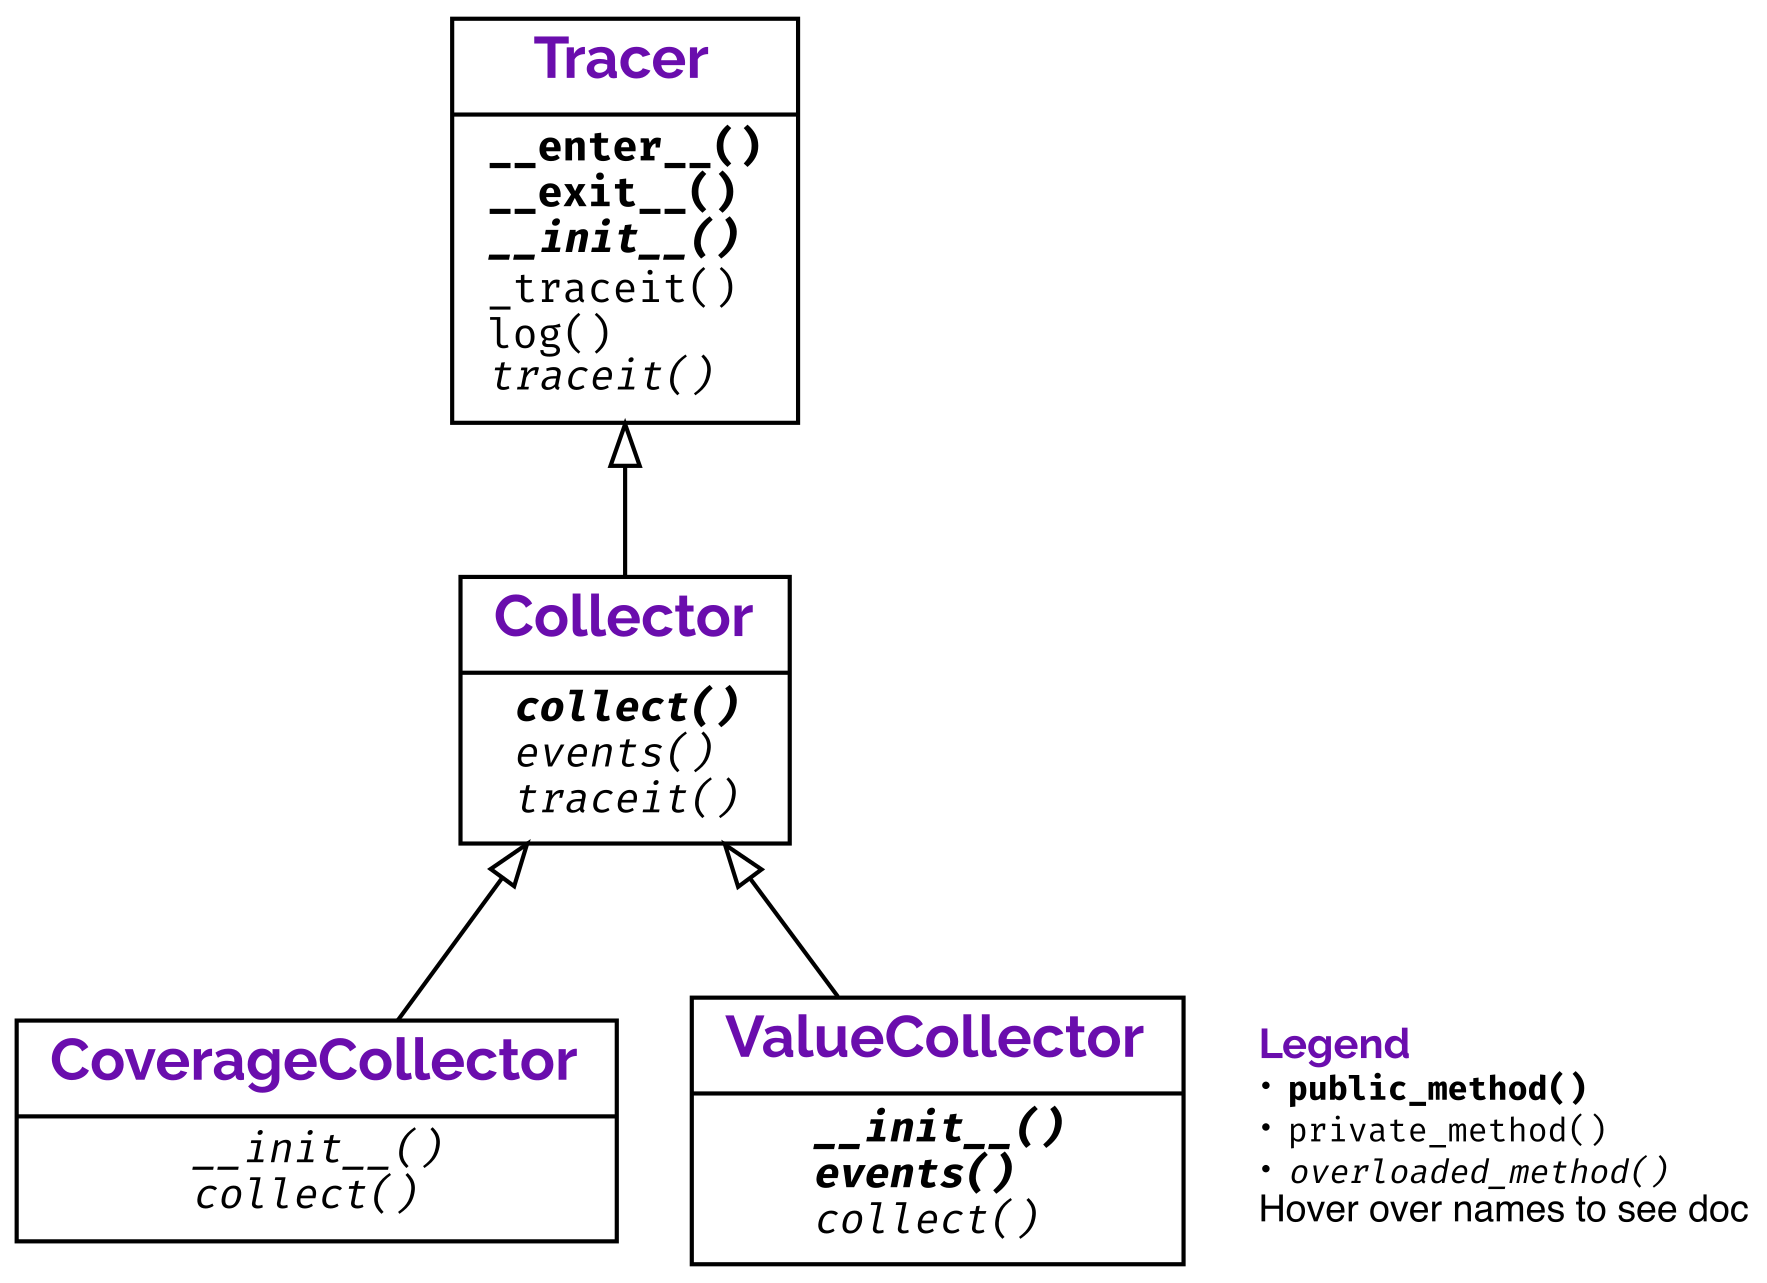 Tracer
__enter__()
__exit__()
__init__()
_traceit()
log()
traceit()
Collector
collect()
events()
traceit()
CoverageCollector
__init__()
collect()
ValueCollector
__init__()
events()
collect()
Legend
• public_method()
• private_method()
• overloaded_method()
Hover over names to see doc